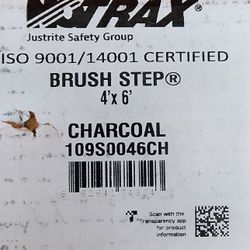 NOTRAX®
Justrite Safety Group
ISO 9001/14001 CERTIFIED
BRUSH STEP®
4' x 6'
CHARCOAL
109S0046CH
Scan with the
Transparency app
for product
information